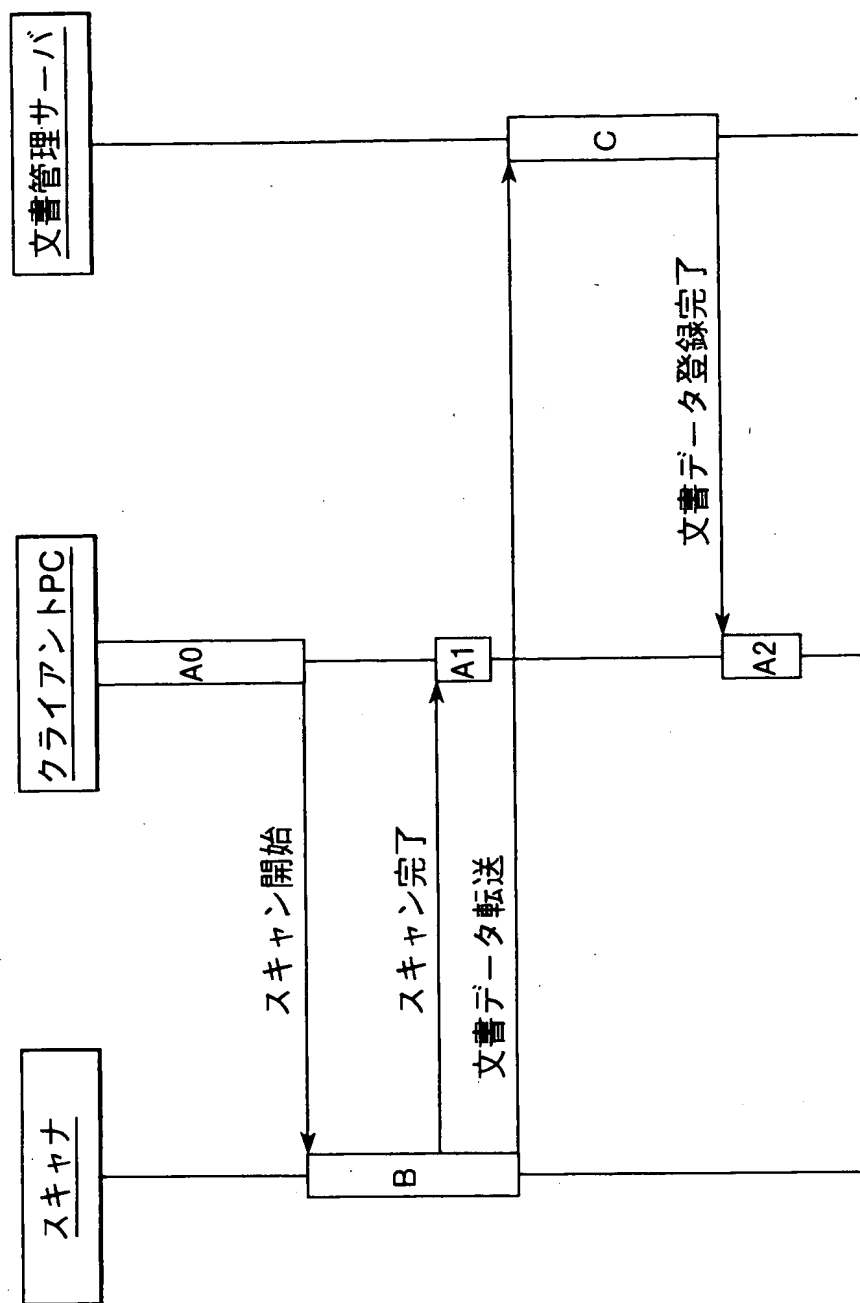 スキャナ
クライアントPC
文書管理サーバ
A0
スキャン開始
B
スキャン完了
A1
文書データ転送
C
文書データ登録完了
A2